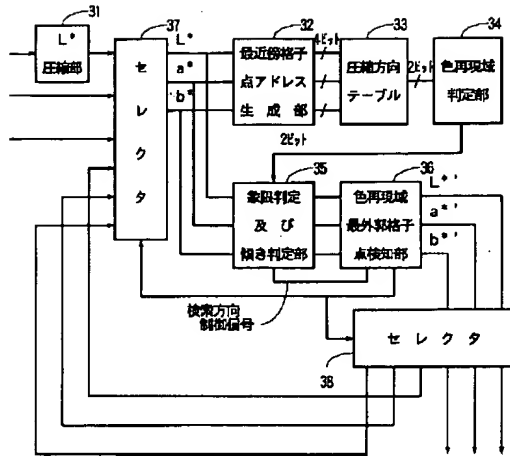 31
L*
圧縮部
37
セレクタ
L*
a*
b*
32
最近傍格子
点アドレス
生成部
4ビット
33
圧縮方向
テーブル
2ビット
34
色再現域
判定部
2ビット
35
象限判定
及び
傾き判定部
36
色再現域
最外郭格子
点検知部
L*'
a*'
b*'
検索方向
制御信号
セレクタ
38